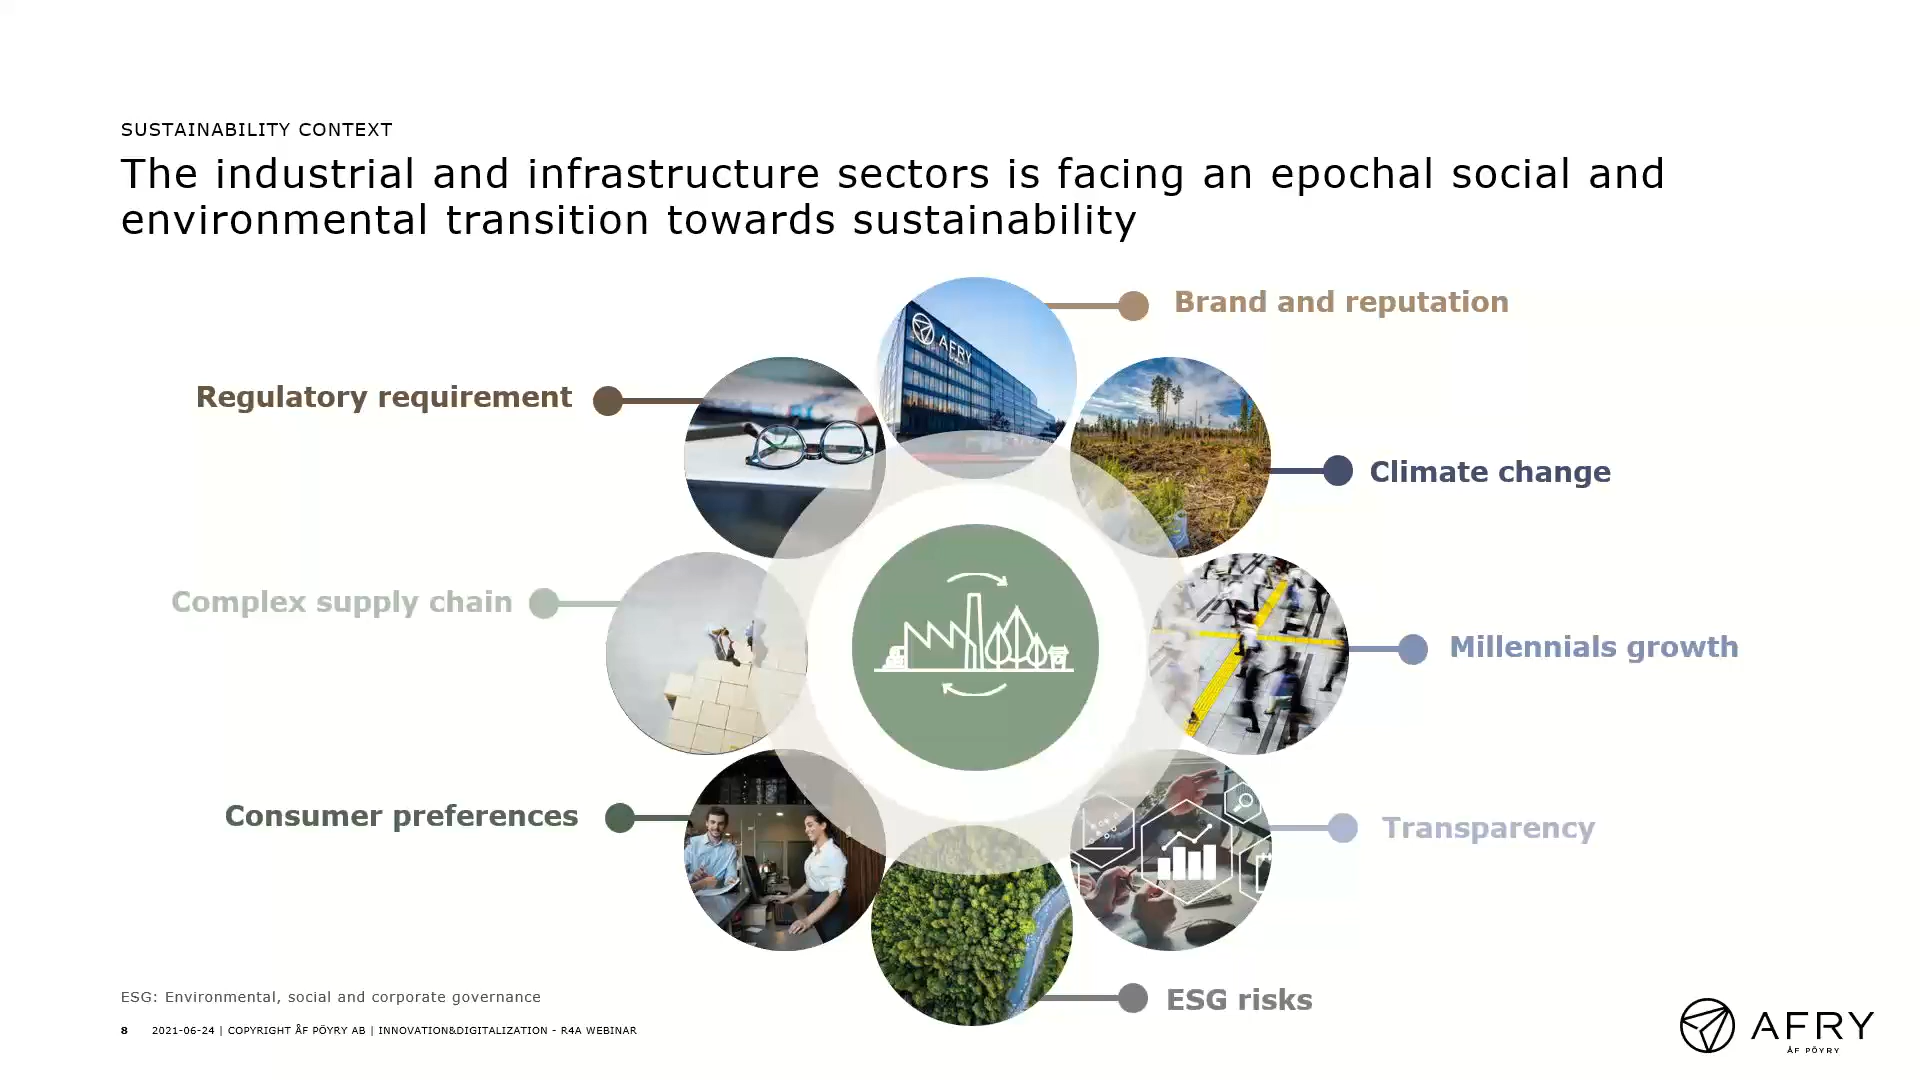 SUSTAINABILITY CONTEXT
The industrial and infrastructure sectors is facing an epochal social and
environmental transition towards sustainability
Brand and reputation
AFRY
Regulatory requirement
Climate change
Complex supply chain
Millennials growth
Consumer preferences
Transparency
ESG risks
ESG: Environmental, social and corporate governance
8 2021-06-24 | COPYRIGHT ÅF PÖYRY AB | INNOVATION&DIGITALIZATION - R4A WEBINAR
AFRY
ÅF PÖYRY